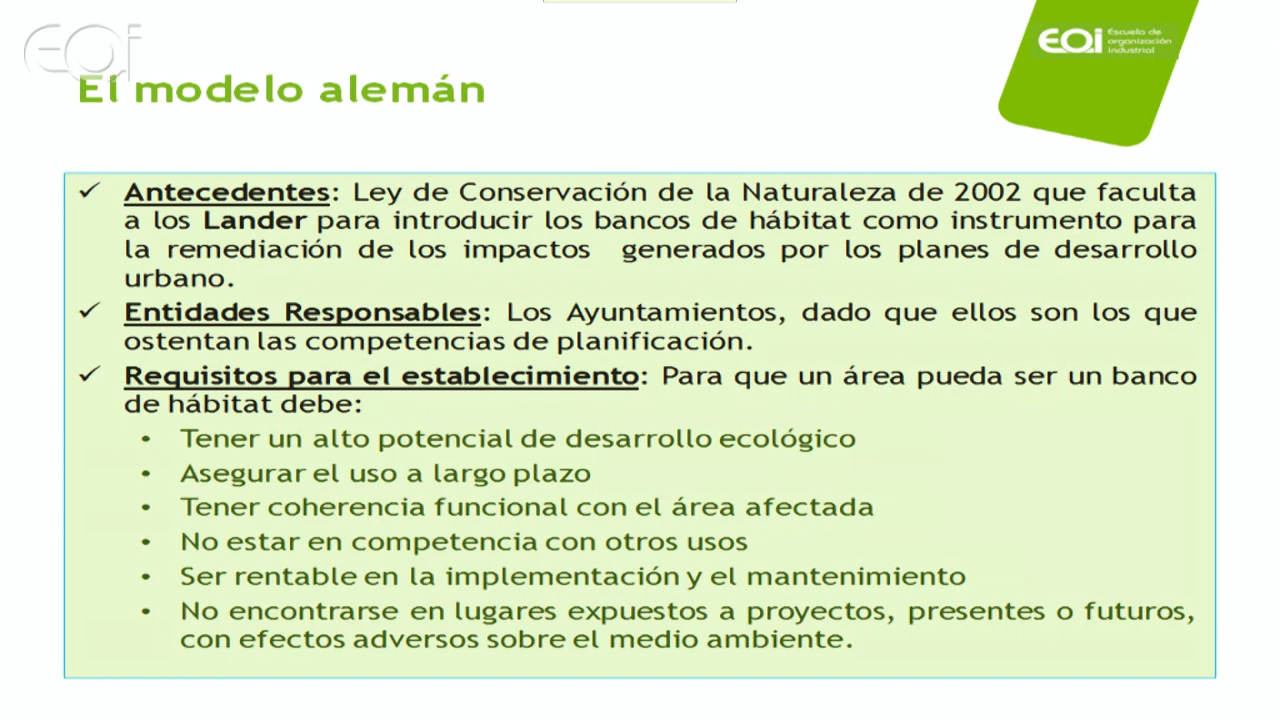 EOi
EOi Escuela de
organización
industrial
El modelo alemán
✓ Antecedentes: Ley de Conservación de la Naturaleza de 2002 que faculta
a los Lander para introducir los bancos de hábitat como instrumento para
la remediación de los impactos generados por los planes de desarrollo
urbano.
✓ Entidades Responsables: Los Ayuntamientos, dado que ellos son los que
ostentan las competencias de planificación.
✓ Requisitos para el establecimiento: Para que un área pueda ser un banco
de hábitat debe:
• Tener un alto potencial de desarrollo ecológico
• Asegurar el uso a largo plazo
• Tener coherencia funcional con el área afectada
• No estar en competencia con otros usos
• Ser rentable en la implementación y el mantenimiento
• No encontrarse en lugares expuestos a proyectos, presentes o futuros,
con efectos adversos sobre el medio ambiente.